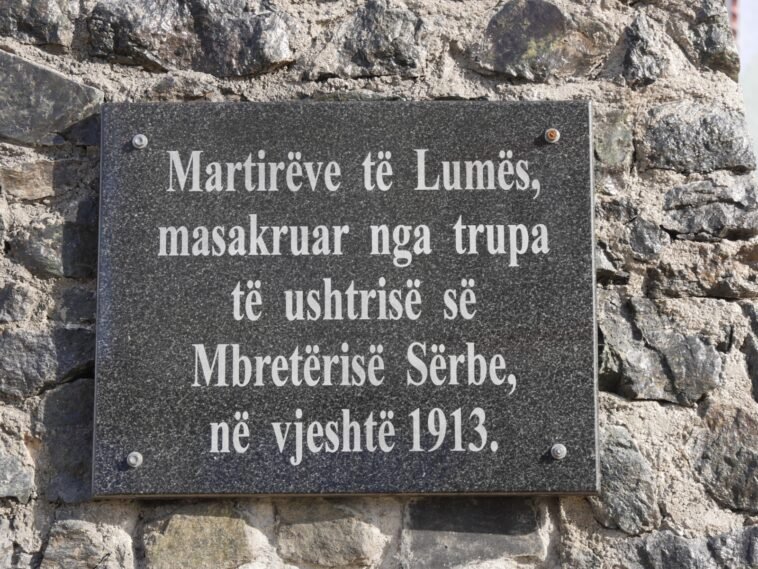 Martirëve të Lumës,
masakruar nga trupa
të ushtrisë së
Mbretërisë Sërbe,
në vjeshtë 1913.